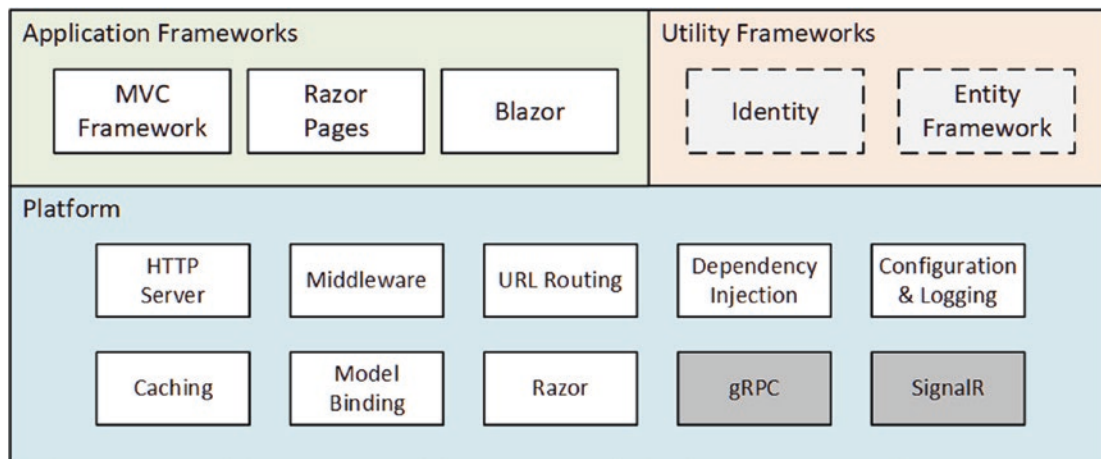 Application Frameworks
Utility Frameworks
MVC
Framework
Razor
Pages
Blazor
Identity
Entity
Framework
Platform
HTTP
Server
Middleware
URL Routing
Dependency
Injection
Configuration
& Logging
Caching
Model
Binding
Razor
gRPC
SignalR